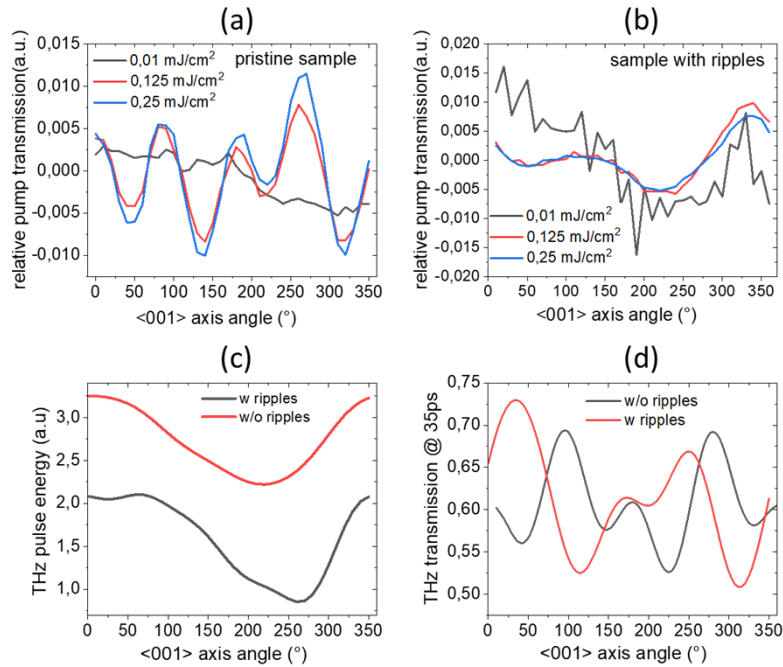 (a)
0,015
0,010
0,005
0,000
-0,005
-0,010
relative pump transmission(a.u.)
0,01 mJ/cm²
0,125 mJ/cm²
0,25 mJ/cm²
pristine sample
0 50 100 150 200 250 300 350
<001> axis angle (°)
(b)
0,020
0,015
0,010
0,005
0,000
-0,005
-0,010
-0,015
-0,020
relative pump transmission (a.u.)
sample with ripples
0,01 mJ/cm²
0,125 mJ/cm²
0,25 mJ/cm²
0 50 100 150 200 250 300 350
<001> axis angle (°)
(c)
3,0
2,5
2,0
1,5
1,0
THz pulse energy (a.u)
w ripples
w/o ripples
0 50 100 150 200 250 300 350
<001> axis angle (°)
(d)
0,75
0,70
0,65
0,60
0,55
0,50
THz transmission @ 35ps
w/o ripples
w ripples
0 50 100 150 200 250 300 350
<001> axis angle (°)